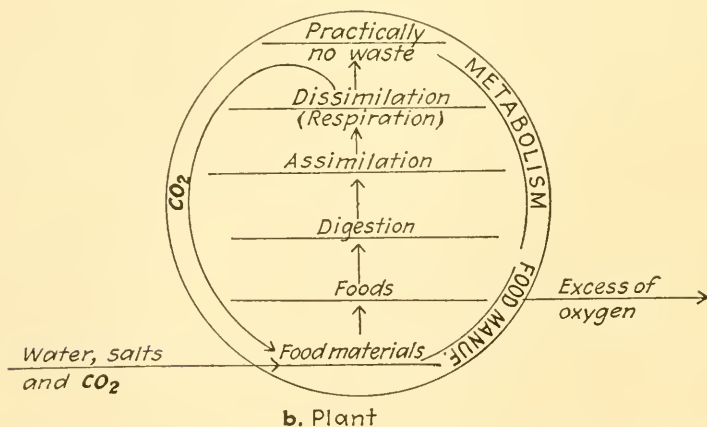 Practically
no waste
METABOLISM
Dissimilation
(Respiration)
CO2
Assimilation
Digestion
Foods
FOOD MANUF.
Excess of
oxygen
Food materials
Water, salts
and CO2
b. Plant